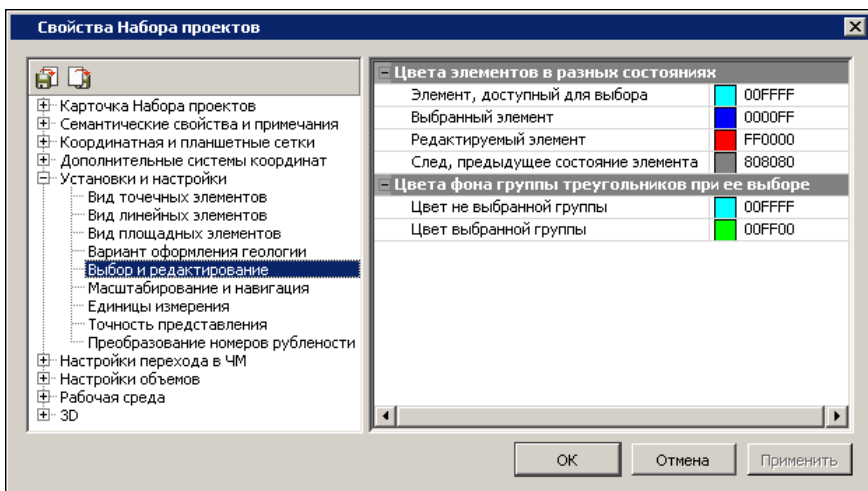 Свойства Набора проектов
Карточка Набора проектов
Семантические свойства и примечания
Координатная и планшетные сетки
Дополнительные системы координат
Установки и настройки
Вид точечных элементов
Вид линейных элементов
Вид площадных элементов
Вариант оформления геологии
Выбор и редактирование
Масштабирование и навигация
Единицы измерения
Точность представления
Преобразование номеров рублености
Настройки перехода в ЧМ
Настройки объемов
Рабочая среда
3D
Цвета элементов в разных состояниях
Элемент, доступный для выбора 00FFFF
Выбранный элемент 0000FF
Редактируемый элемент FF0000
След, предыдущее состояние элемента 808080
Цвета фона группы треугольников при ее выборе
Цвет не выбранной группы 00FFFF
Цвет выбранной группы 00FF00
ОК Отмена Применить